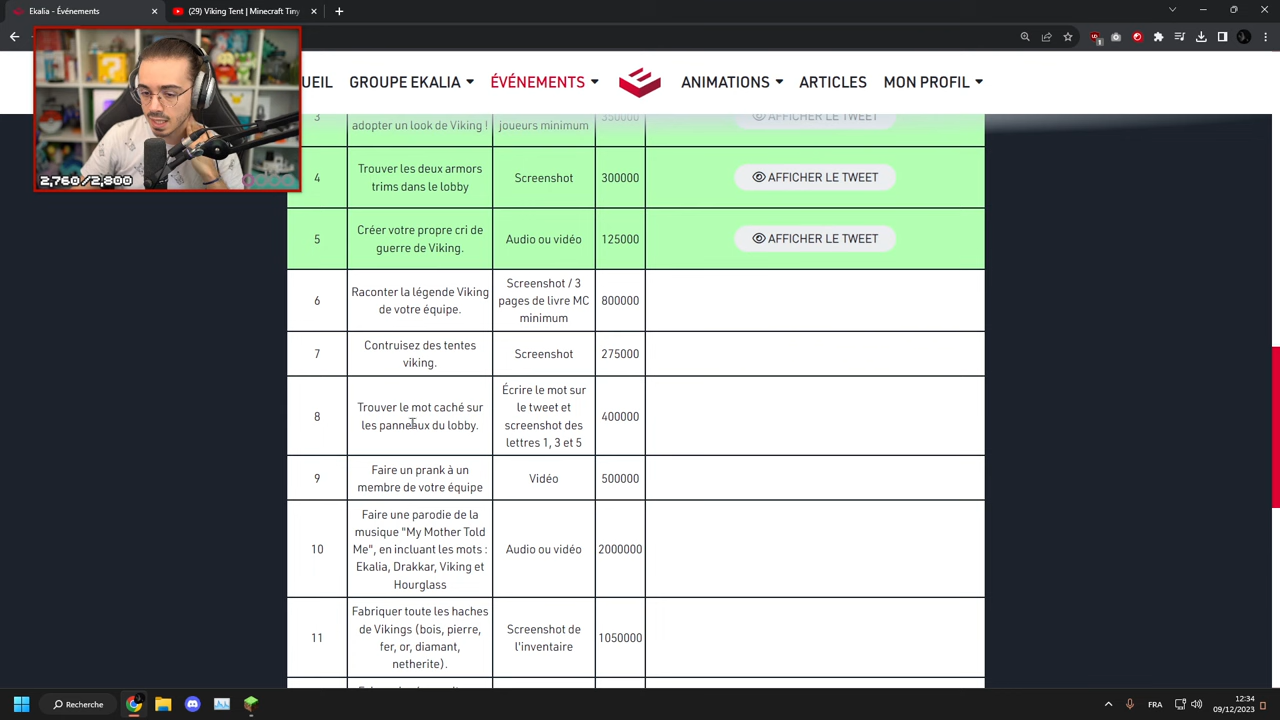 Ekalia - Événements
(29) Viking Tent | Minecraft Tiny
UEIL
GROUPE EKALIA
ÉVÉNEMENTS
ANIMATIONS
ARTICLES
MON PROFIL
2,760/2,800
3
adopter un look de Viking !
joueurs minimum
350000
AFFICHER LE TWEET
4
Trouver les deux armors
trims dans le lobby
Screenshot
300000
AFFICHER LE TWEET
5
Créer votre propre cri de
guerre de Viking.
Audio ou vidéo
125000
AFFICHER LE TWEET
6
Raconter la légende Viking
de votre équipe.
Screenshot / 3
pages de livre MC
minimum
800000
7
Contruisez des tentes
viking.
Screenshot
275000
8
Trouver le mot caché sur
les panneaux du lobby.
Écrire le mot sur
le tweet et
screenshot des
lettres 1, 3 et 5
400000
9
Faire un prank à un
membre de votre équipe
Vidéo
500000
10
Faire une parodie de la
musique "My Mother Told
Me", en incluant les mots :
Ekalia, Drakkar, Viking et
Hourglass
Audio ou vidéo
2000000
11
Fabriquer toute les haches
de Vikings (bois, pierre,
fer, or, diamant,
netherite).
Screenshot de
l'inventaire
1050000
Recherche
FRA
12:34
09/12/2023